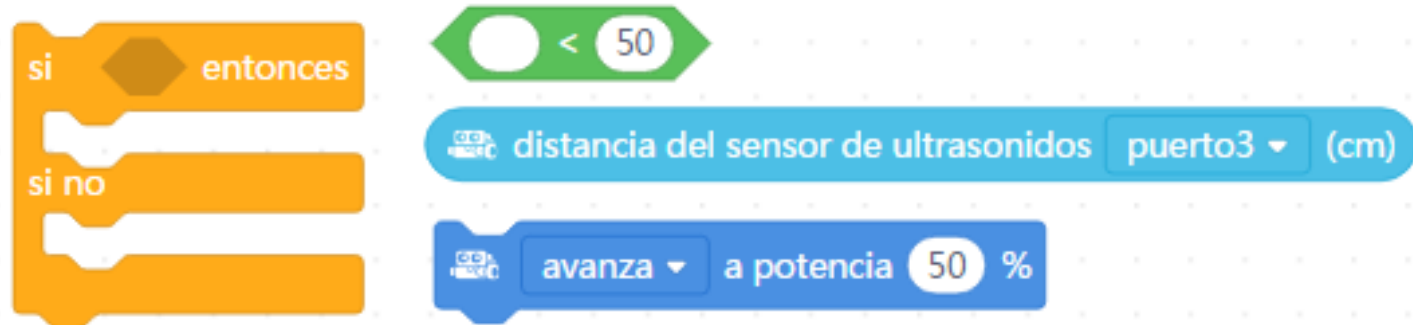 si entonces
si no
< 50
distancia del sensor de ultrasonidos puerto3 (cm)
avanza a potencia 50 %